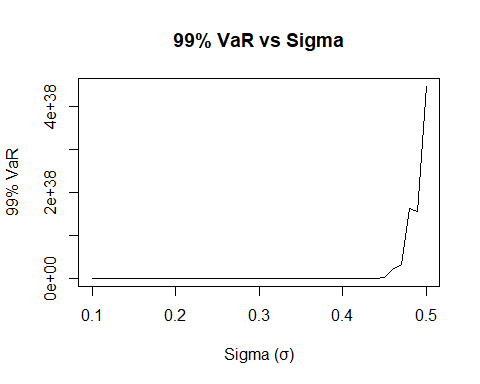 99% VaR vs Sigma
99% VaR
4e+38
2e+38
0e+00
0.1 0.2 0.3 0.4 0.5
Sigma (σ)